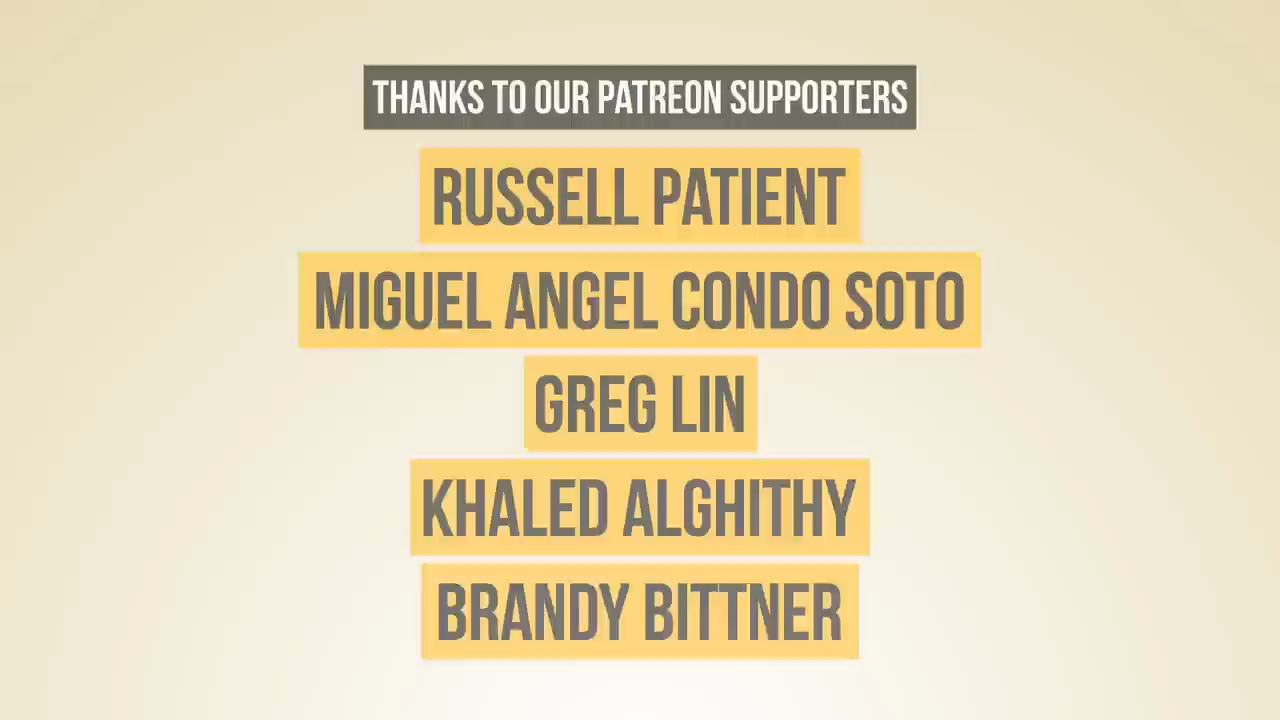 THANKS TO OUR PATREON SUPPORTERS
RUSSELL PATIENT
MIGUEL ANGEL CONDO SOTO
GREG LIN
KHALED ALGHITHY
BRANDY BITTNER